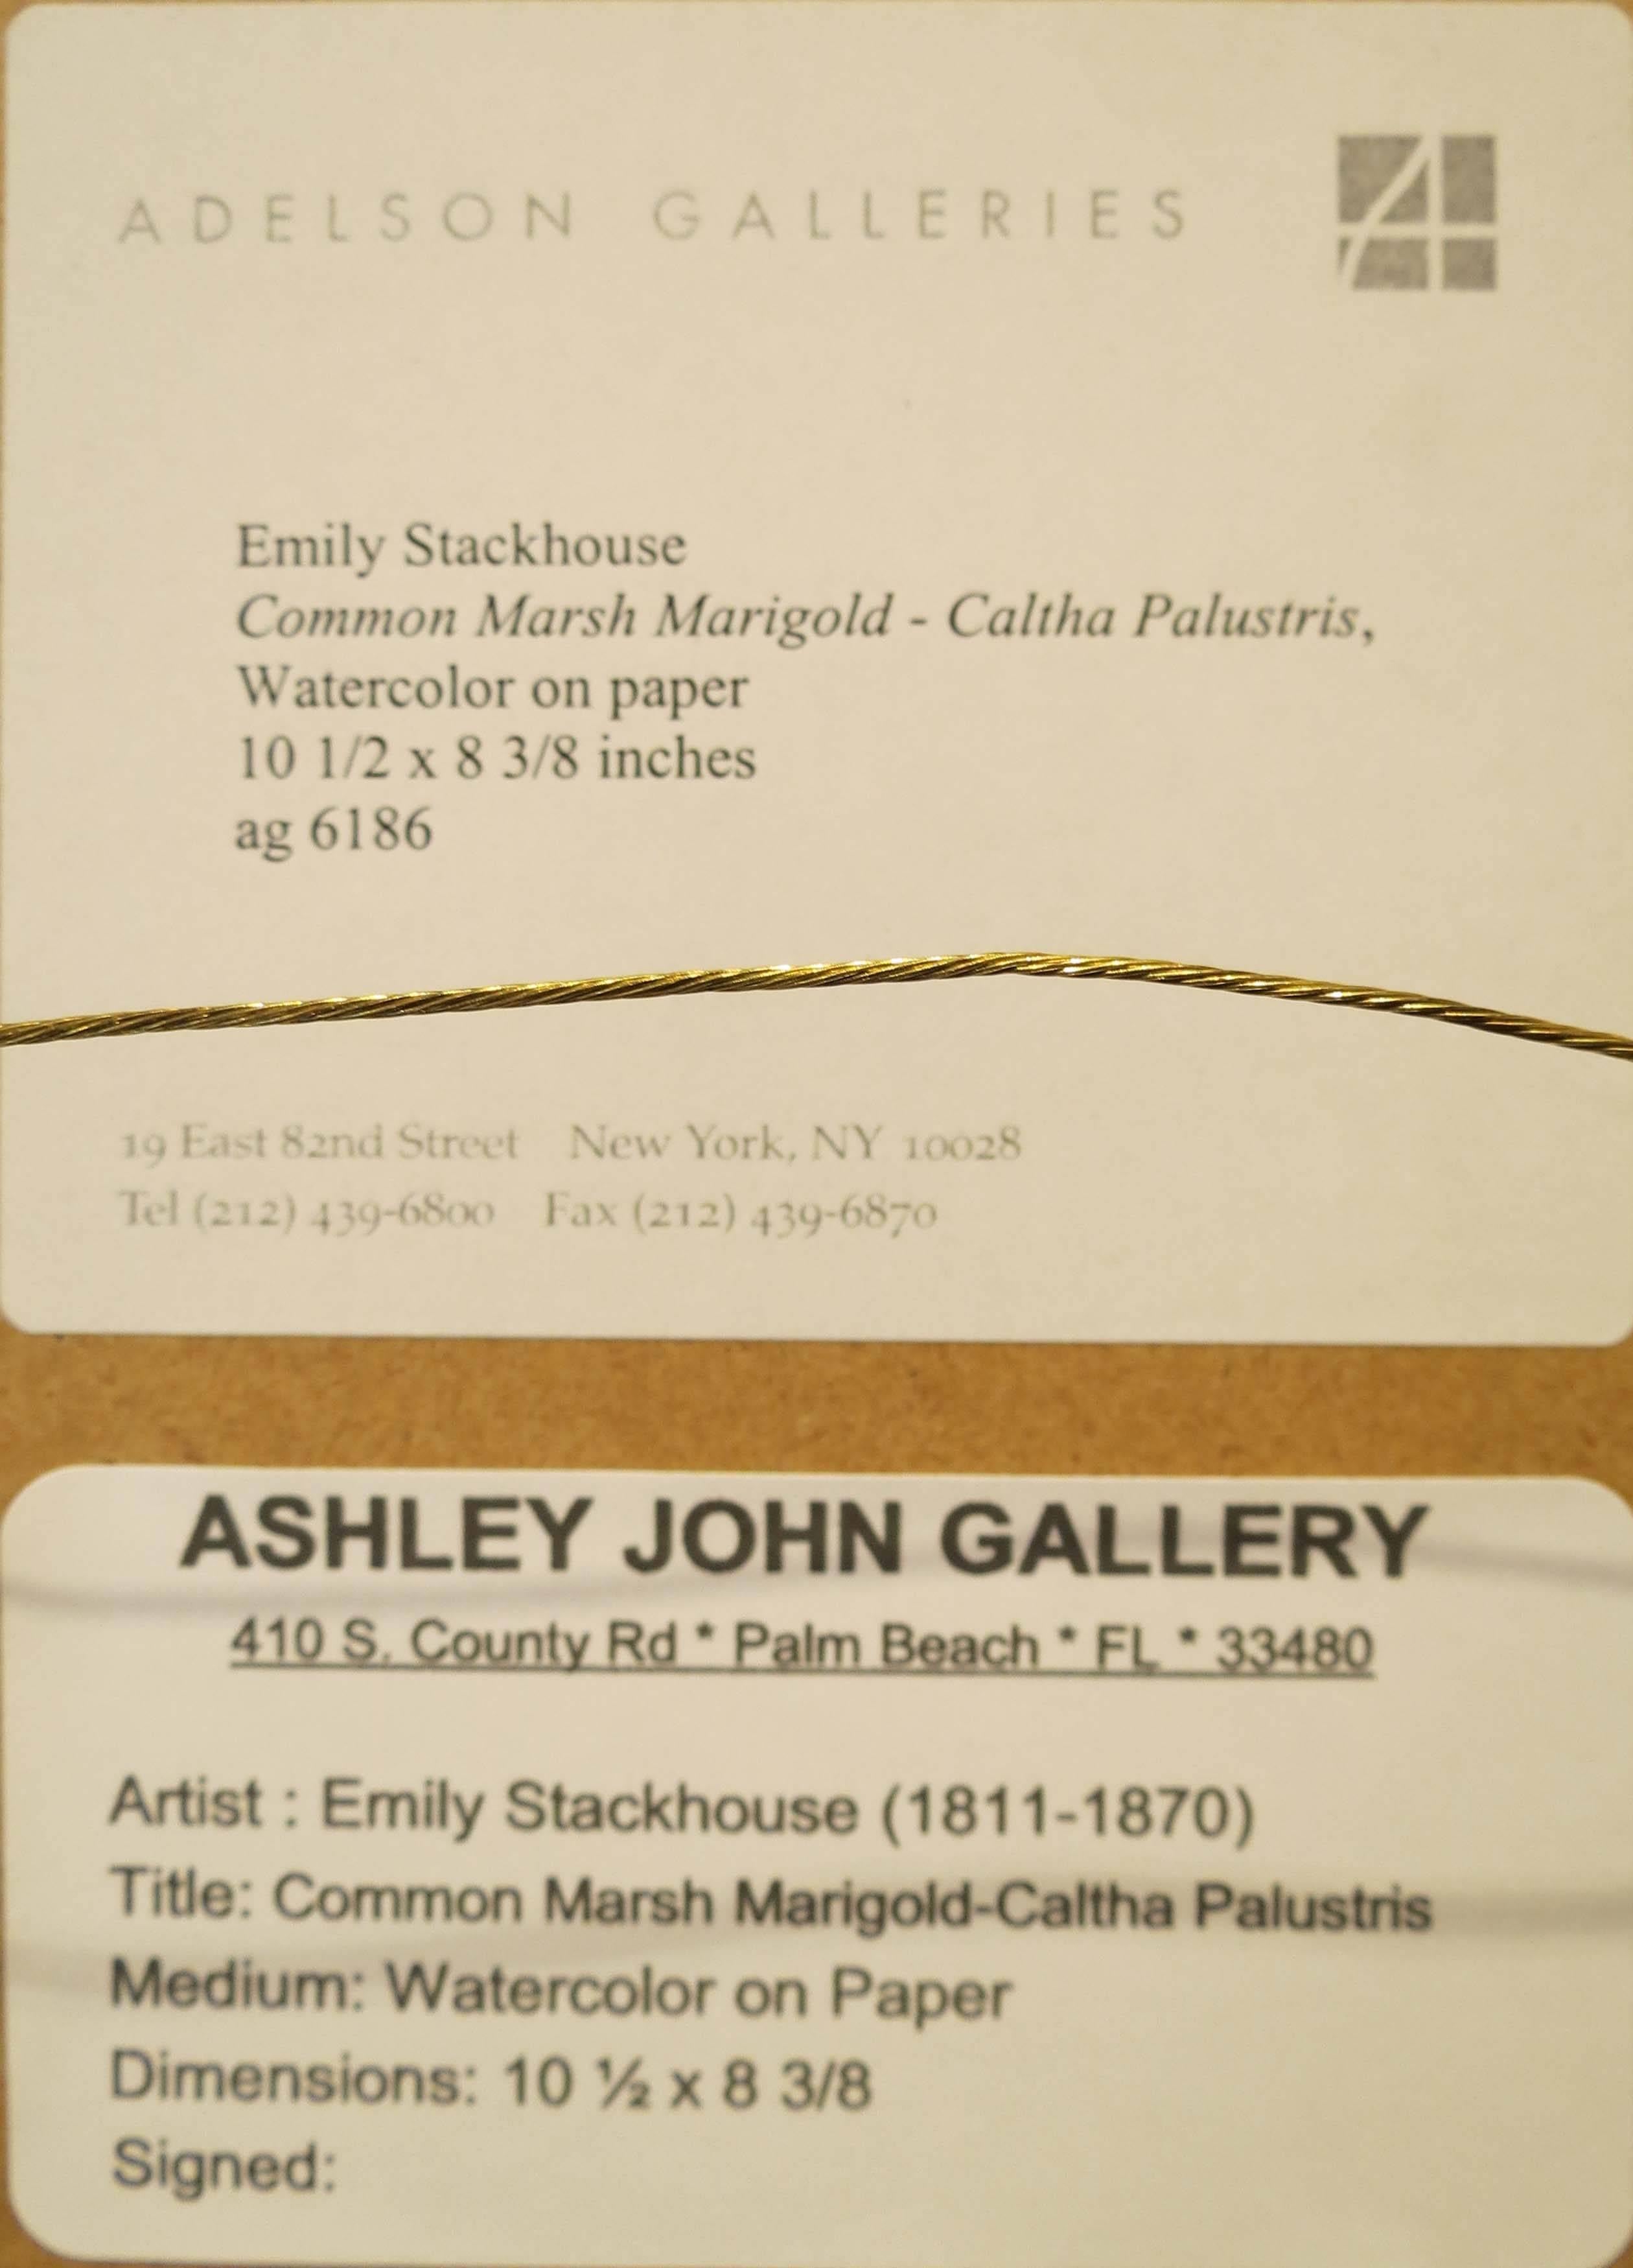 ADELSON GALLERIES
Emily Stackhouse
Common Marsh Marigold - Caltha Palustris,
Watercolor on paper
10 1/2 x 8 3/8 inches
ag 6186
19 East 82nd Street New York, NY 10028
Tel (212) 439-6800 Fax (212) 439-6870
ASHLEY JOHN GALLERY
410 S. County Rd * Palm Beach * FL * 33480
Artist : Emily Stackhouse (1811-1870)
Title: Common Marsh Marigold-Caltha Palustris
Medium: Watercolor on Paper
Dimensions: 10 ½ x 8 3/8
Signed: